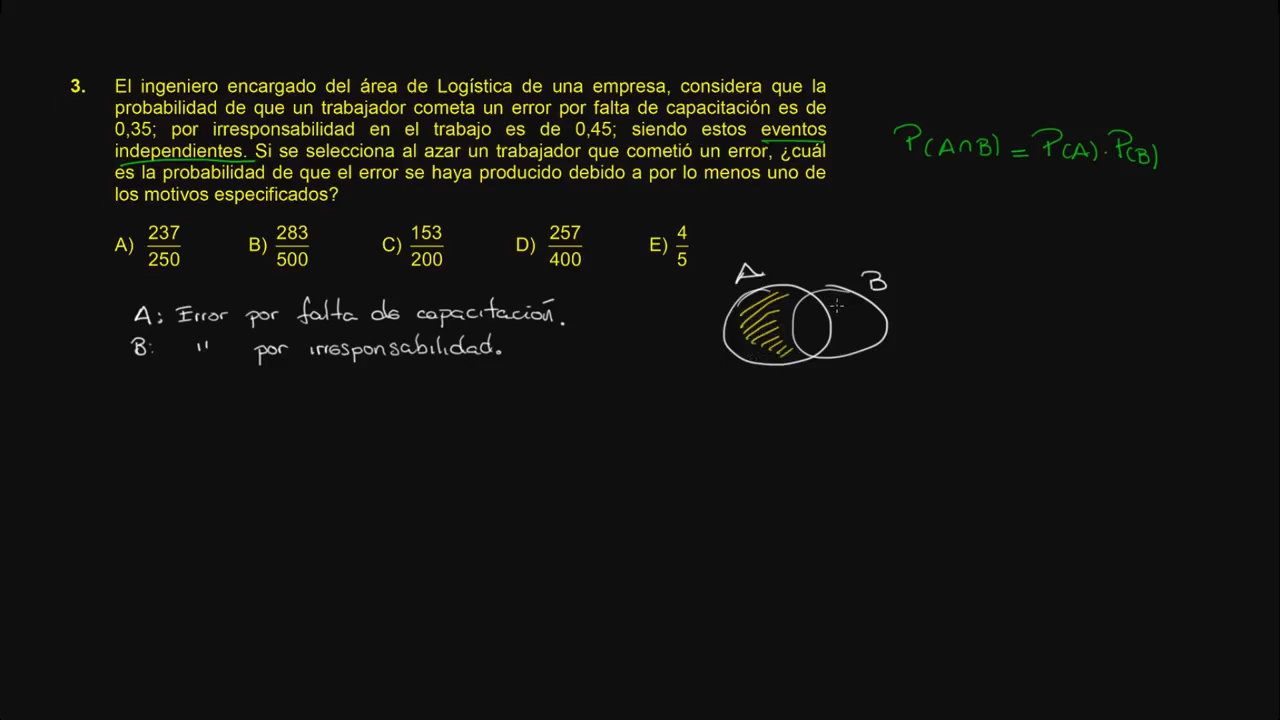 3. El ingeniero encargado del área de Logística de una empresa, considera que la
probabilidad de que un trabajador cometa un error por falta de capacitación es de
0,35; por irresponsabilidad en el trabajo es de 0,45; siendo estos eventos
independientes. Si se selecciona al azar un trabajador que cometió un error, ¿cuál
es la probabilidad de que el error se haya producido debido a por lo menos uno de
los motivos especificados?
P(A∩B) = P(A) . P(B)
A) 237/250 B) 283/500 C) 153/200 D) 257/400 E) 4/5
A B
A: Error por falta de capacitación.
B: " por irresponsabilidad.